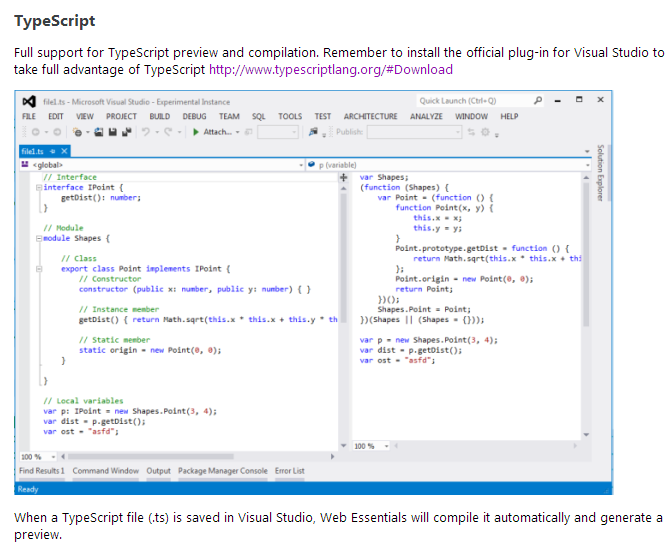 TypeScript
Full support for TypeScript preview and compilation. Remember to install the official plug-in for Visual Studio to
take full advantage of TypeScript http://www.typescriptlang.org/#Download
file1.ts - Microsoft Visual Studio - Experimental Instance
Quick Launch (Ctrl+Q)
FILE EDIT VIEW PROJECT BUILD DEBUG TEAM SQL TOOLS TEST ARCHITECTURE ANALYZE WINDOW HELP
Attach... Publish:
file1.ts
<global>
p (variable)
Solution Explorer
// Interface
interface IPoint {
getDist(): number;
}
// Module
module Shapes {
// Class
export class Point implements IPoint {
// Constructor
constructor (public x: number, public y: number) { }
// Instance member
getDist() { return Math.sqrt(this.x * this.x + this.y * th
// Static member
static origin = new Point(0, 0);
}
}
// Local variables
var p: IPoint = new Shapes.Point(3, 4);
var dist = p.getDist();
var ost = "asfd";
100 %
var Shapes;
(function (Shapes) {
var Point = (function () {
function Point(x, y) {
this.x = x;
this.y = y;
}
Point.prototype.getDist = function () {
return Math.sqrt(this.x * this.x + thi
};
Point.origin = new Point(0, 0);
return Point;
})();
Shapes.Point = Point;
})(Shapes || (Shapes = {}));
var p = new Shapes.Point(3, 4);
var dist = p.getDist();
var ost = "asfd";
100 %
Find Results 1 Command Window Output Package Manager Console Error List
Ready
When a TypeScript file (.ts) is saved in Visual Studio, Web Essentials will compile it automatically and generate a
preview.